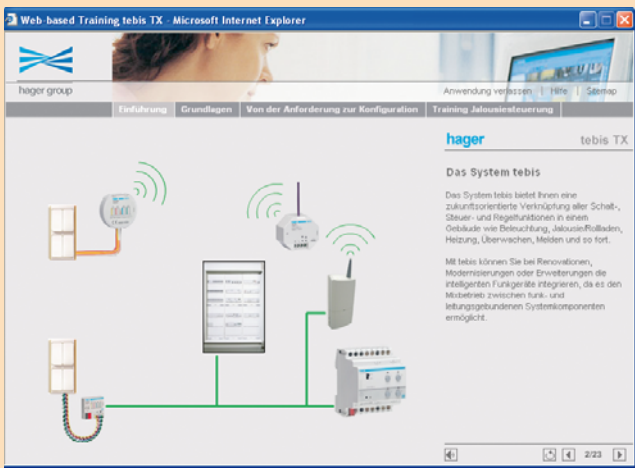 Web-based Training tebis TX - Microsoft Internet Explorer
hager group
Anwendung verlassen | Hilfe | Sitemap
Einführung Grundlagen Von der Anforderung zur Konfiguration Training Jalousiesteuerung
hager tebis TX
Das System tebis
Das System tebis bietet Ihnen eine
zukunftsorientierte Verknüpfung aller Schalt-,
Steuer- und Regelfunktionen in einem
Gebäude wie Beleuchtung, Jalousie/Rolladen,
Heizung, Überwachen, Melden und so fort.
Mit tebis können Sie bei Renovationen,
Modernisierungen oder Erweiterungen die
intelligenten Funkgeräte integrieren, da es den
Mixbetrieb zwischen funk- und
leitungsgebundenen Systemkomponenten
ermöglicht.
2/23